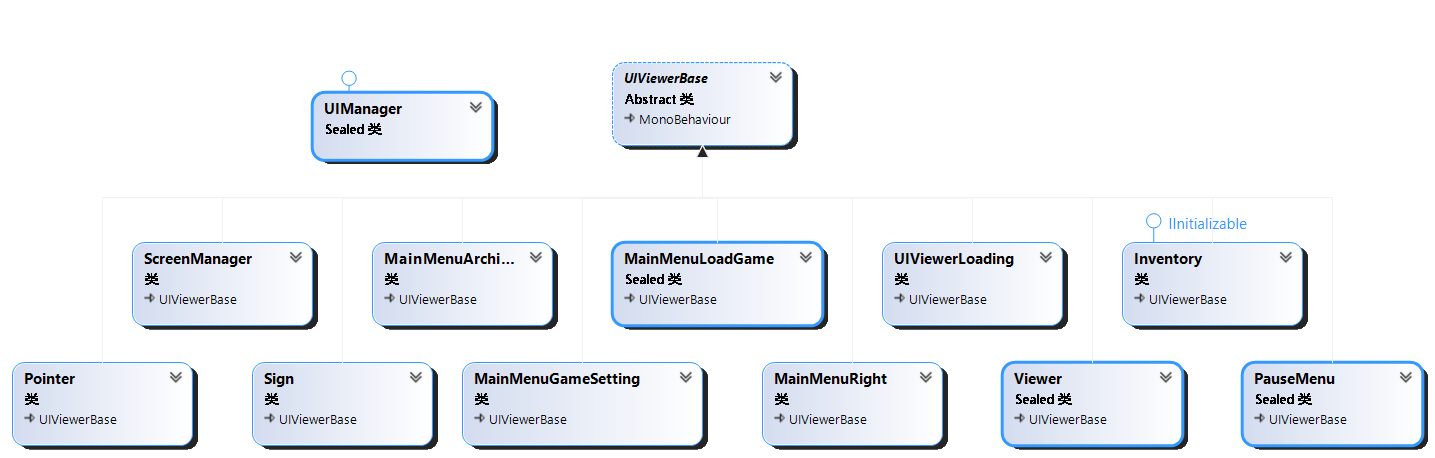 UIManager
Sealed 类
UIViewerBase
Abstract 类
MonoBehaviour
IInitializable
ScreenManager
类
UIViewerBase
MainMenuArchi...
类
UIViewerBase
MainMenuLoadGame
Sealed 类
UIViewerBase
UIViewerLoading
类
UIViewerBase
Inventory
类
UIViewerBase
Pointer
类
UIViewerBase
Sign
类
UIViewerBase
MainMenuGameSetting
类
UIViewerBase
MainMenuRight
类
UIViewerBase
Viewer
Sealed 类
UIViewerBase
PauseMenu
Sealed 类
UIViewerBase